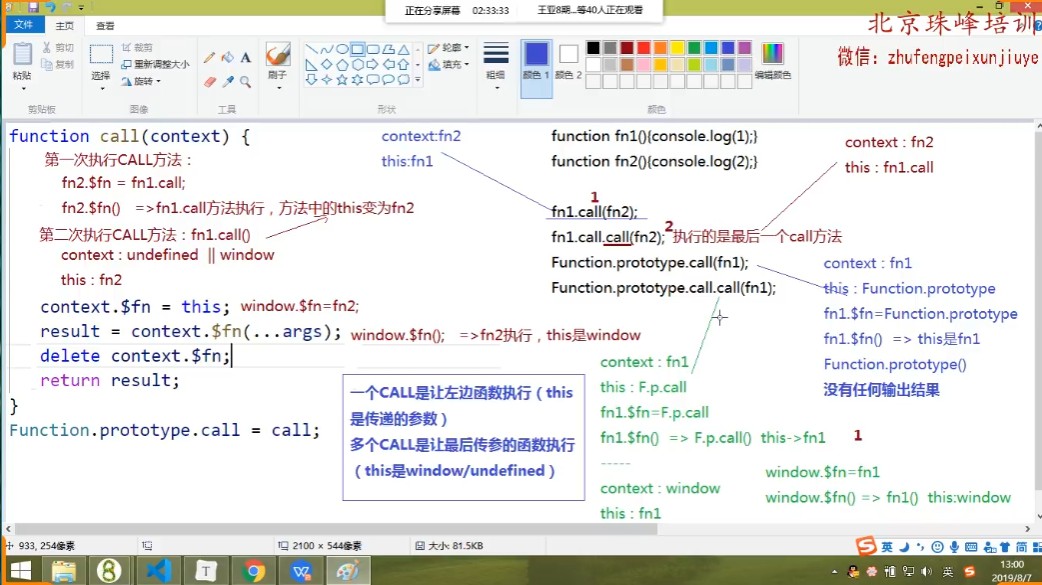 正在分享屏幕 02:33:33 王亚8期...等40人正在观看
文件 主页 查看
北京珠峰培训
微信：zhufengpeixunjiuye
粘贴 剪切 复制 选择 裁剪 重新调整大小 旋转 刷子 轮廓 填充 粗细 颜色 1 颜色 2 编辑颜色
剪贴板 图像 工具 形状 颜色
function call(context) {
第一次执行CALL方法：
fn2.$fn = fn1.call;
fn2.$fn() =>fn1.call方法执行，方法中的this变为fn2
第二次执行CALL方法：fn1.call()
context : undefined || window
this : fn2
context.$fn = this; window.$fn=fn2;
result = context.$fn(...args); window.$fn(); =>fn2执行，this是window
delete context.$fn;
return result;
}
Function.prototype.call = call;
context:fn2
this:fn1
function fn1(){console.log(1);}
function fn2(){console.log(2);}
1
fn1.call(fn2);
fn1.call.call(fn2); 2 执行的是最后一个call方法
Function.prototype.call(fn1);
Function.prototype.call.call(fn1);
context : fn2
this : fn1.call
context : fn1
this : Function.prototype
fn1.$fn=Function.prototype
fn1.$fn() => this是fn1
Function.prototype()
没有任何输出结果
一个CALL是让左边函数执行（this
是传递的参数）
多个CALL是让最后传参的函数执行
（this是window/undefined）
context : fn1
this : F.p.call
fn1.$fn=F.p.call
fn1.$fn() => F.p.call() this->fn1 1
-----
context : window
this : fn1
window.$fn=fn1
window.$fn() => fn1() this:window
933, 254像素 2100 × 544像素 大小: 81.5KB
英 简
英 13:00
2019/8/7